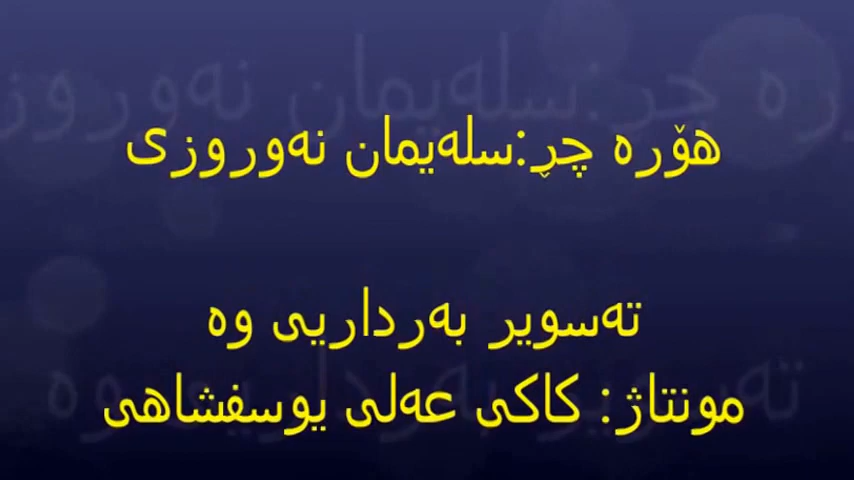 هۆرە چڕ:سلەیمان نەوروزی
تەسویر بەرداریی وە
مونتاژ: کاکی عەلی یوسفشاهی